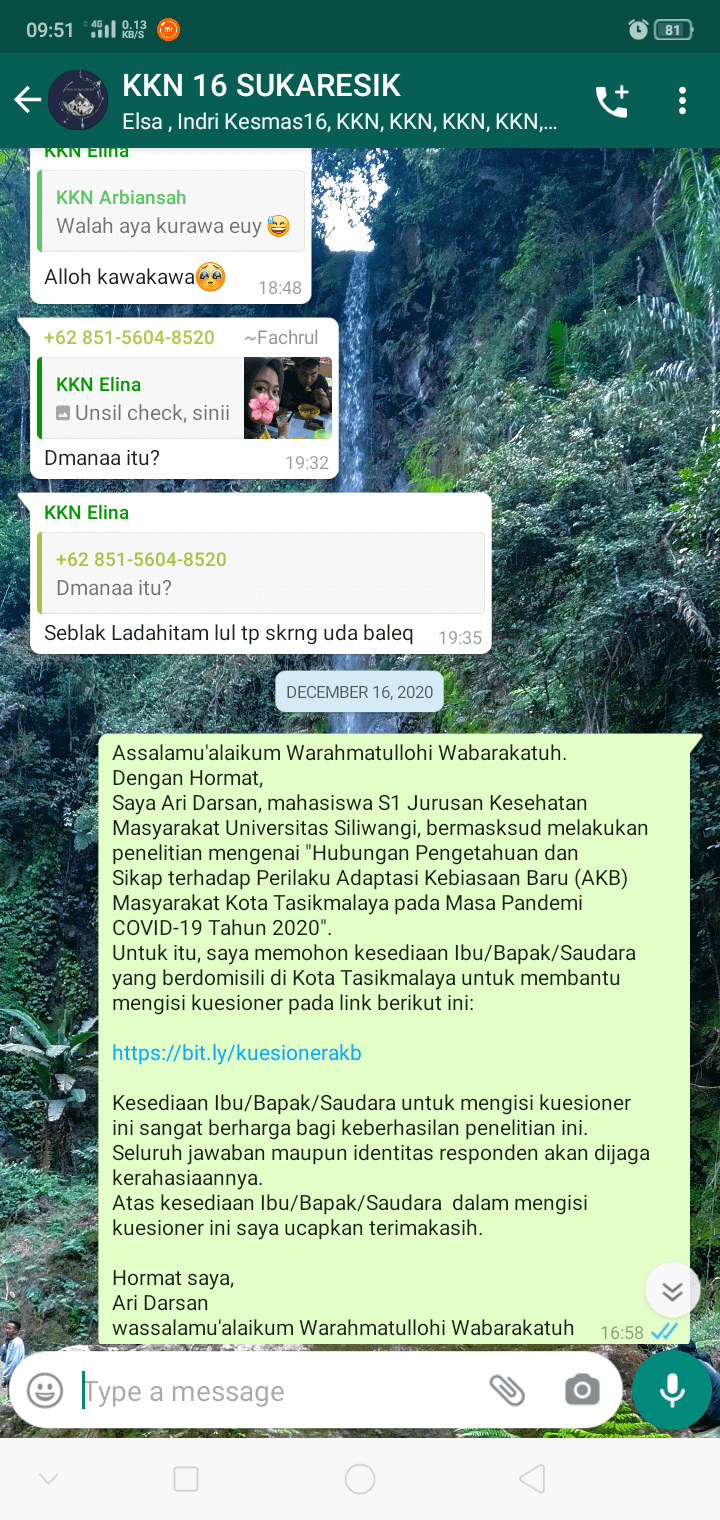 09:51 4G 0.13 KB/S 81
KKN 16 SUKARESIK
Elsa , Indri Kesmas16, KKN, KKN, KKN, KKN,...
KKN Elina
KKN Arbiansah
Walah aya kurawa euy 😅
Alloh kawakawa🥺
18:48
+62 851-5604-8520 ~Fachrul
KKN Elina
Unsil check, sinii
Dmanaa itu?
19:32
KKN Elina
+62 851-5604-8520
Dmanaa itu?
Seblak Ladahitam lul tp skrng uda baleq
19:35
DECEMBER 16, 2020
Assalamu'alaikum Warahmatullohi Wabarakatuh.
Dengan Hormat,
Saya Ari Darsan, mahasiswa S1 Jurusan Kesehatan
Masyarakat Universitas Siliwangi, bermasksud melakukan
penelitian mengenai "Hubungan Pengetahuan dan
Sikap terhadap Perilaku Adaptasi Kebiasaan Baru (AKB)
Masyarakat Kota Tasikmalaya pada Masa Pandemi
COVID-19 Tahun 2020".
Untuk itu, saya memohon kesediaan Ibu/Bapak/Saudara
yang berdomisili di Kota Tasikmalaya untuk membantu
mengisi kuesioner pada link berikut ini:
https://bit.ly/kuesionerakb
Kesediaan Ibu/Bapak/Saudara untuk mengisi kuesioner
ini sangat berharga bagi keberhasilan penelitian ini.
Seluruh jawaban maupun identitas responden akan dijaga
kerahasiaannya.
Atas kesediaan Ibu/Bapak/Saudara  dalam mengisi
kuesioner ini saya ucapkan terimakasih.
Hormat saya,
Ari Darsan
wassalamu'alaikum Warahmatullohi Wabarakatuh
16:58
Type a message